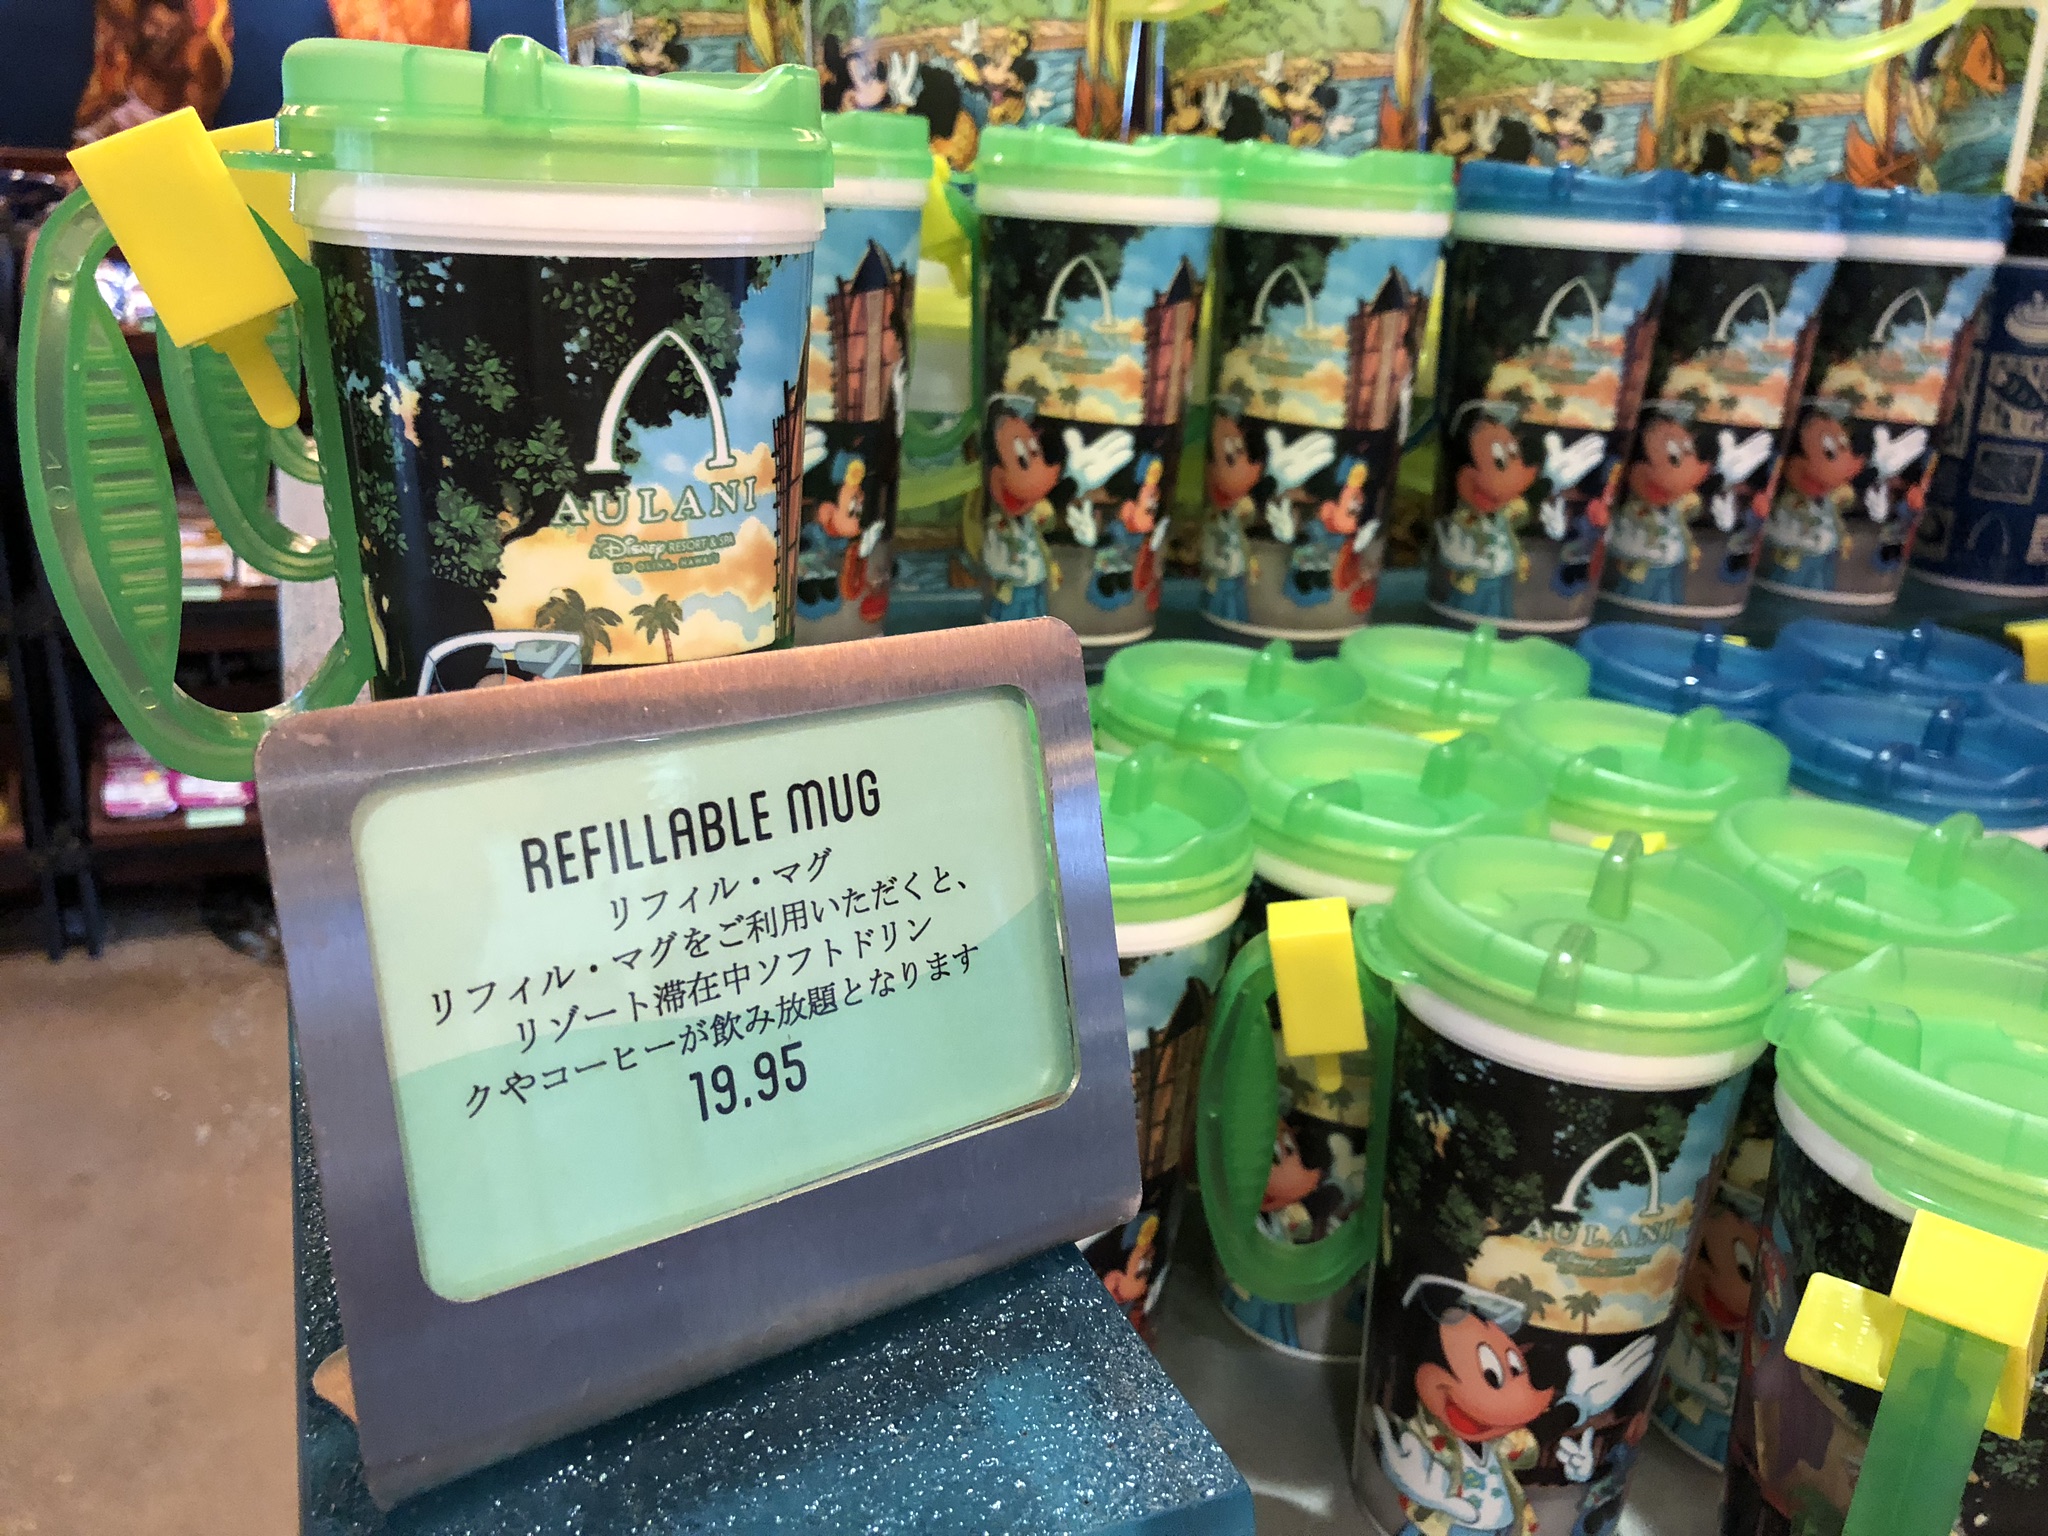 AULANI
A Disney RESORT & SPA
KO OLINA, HAWAI'I
REFILLABLE MUG
リフィル・マグ
リフィル・マグをご利用いただくと、
リゾート滞在中ソフトドリン
クやコーヒーが飲み放題となります
19.95
AULANI